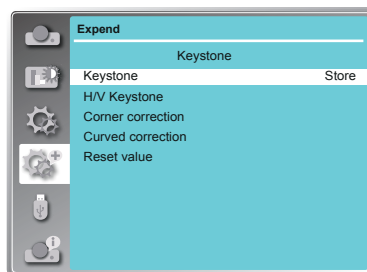 Expend
Keystone
Keystone Store
H/V Keystone
Corner correction
Curved correction
Reset value